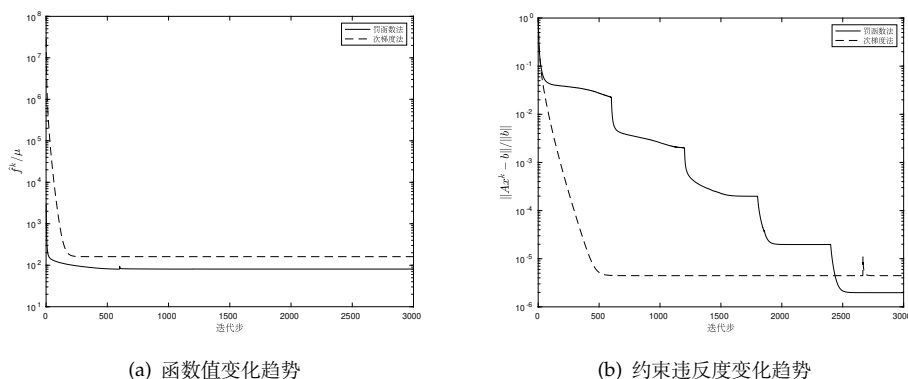 10^8
10^7
10^6
10^5
10^4
10^3
10^2
10^1
f̂^k/μ
罚函数法
次梯度法
0 500 1000 1500 2000 2500 3000
迭代步
(a) 函数值变化趋势
10^0
10^-1
10^-2
10^-3
10^-4
10^-5
10^-6
||Ax^k − b||/||b||
罚函数法
次梯度法
0 500 1000 1500 2000 2500 3000
迭代步
(b) 约束违反度变化趋势